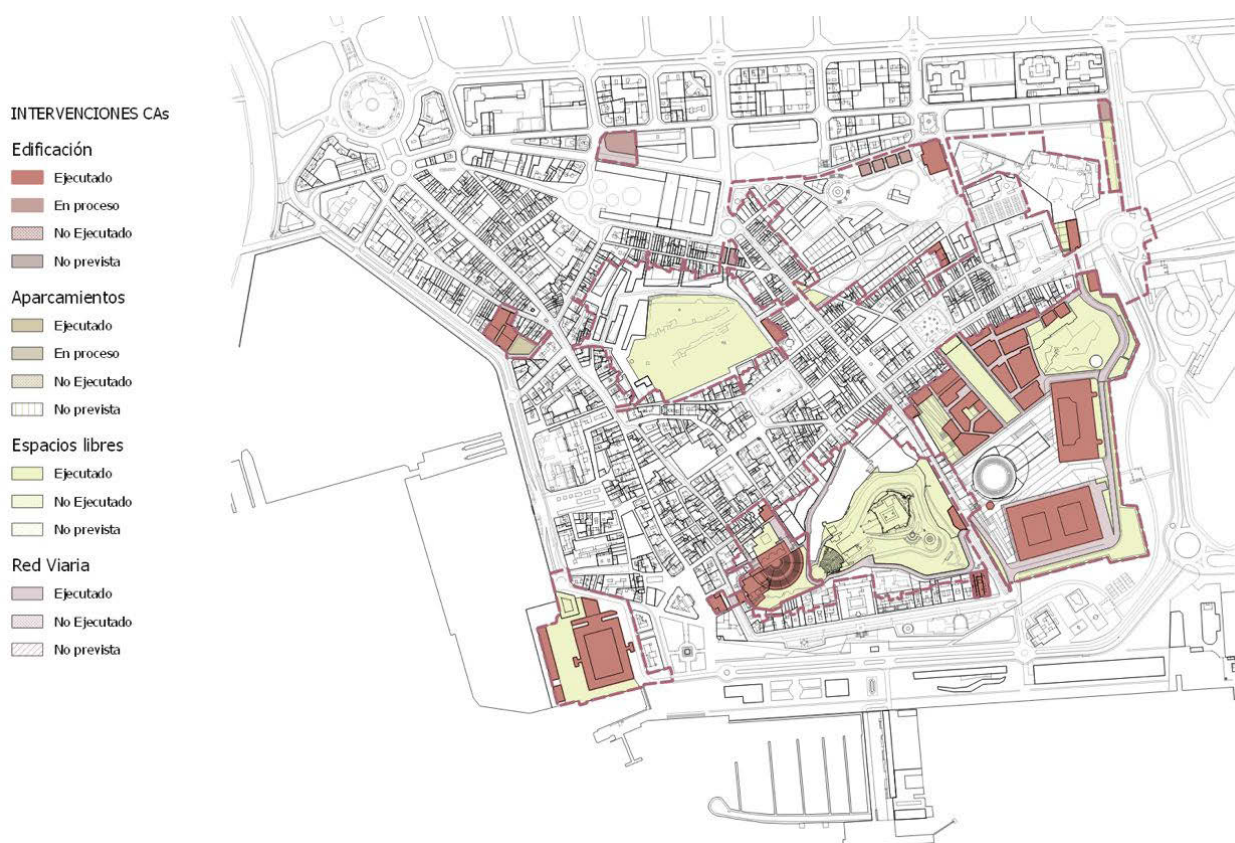 INTERVENCIONES CAs
Edificación
Ejecutado
En proceso
No Ejecutado
No prevista
Aparcamientos
Ejecutado
En proceso
No Ejecutado
No prevista
Espacios libres
Ejecutado
No Ejecutado
No prevista
Red Viaria
Ejecutado
No Ejecutado
No prevista